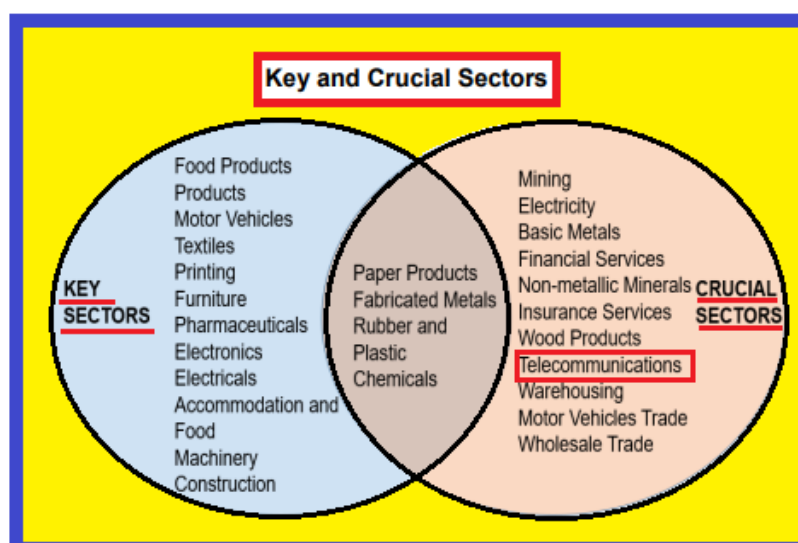 Key and Crucial Sectors
Food Products
Products
Motor Vehicles
Textiles
Printing
Furniture
Pharmaceuticals
Electronics
Electricals
Accommodation and
Food
Machinery
Construction
KEY
SECTORS
Paper Products
Fabricated Metals
Rubber and
Plastic
Chemicals
Mining
Electricity
Basic Metals
Financial Services
Non-metallic Minerals
Insurance Services
Wood Products
Telecommunications
Warehousing
Motor Vehicles Trade
Wholesale Trade
CRUCIAL
SECTORS